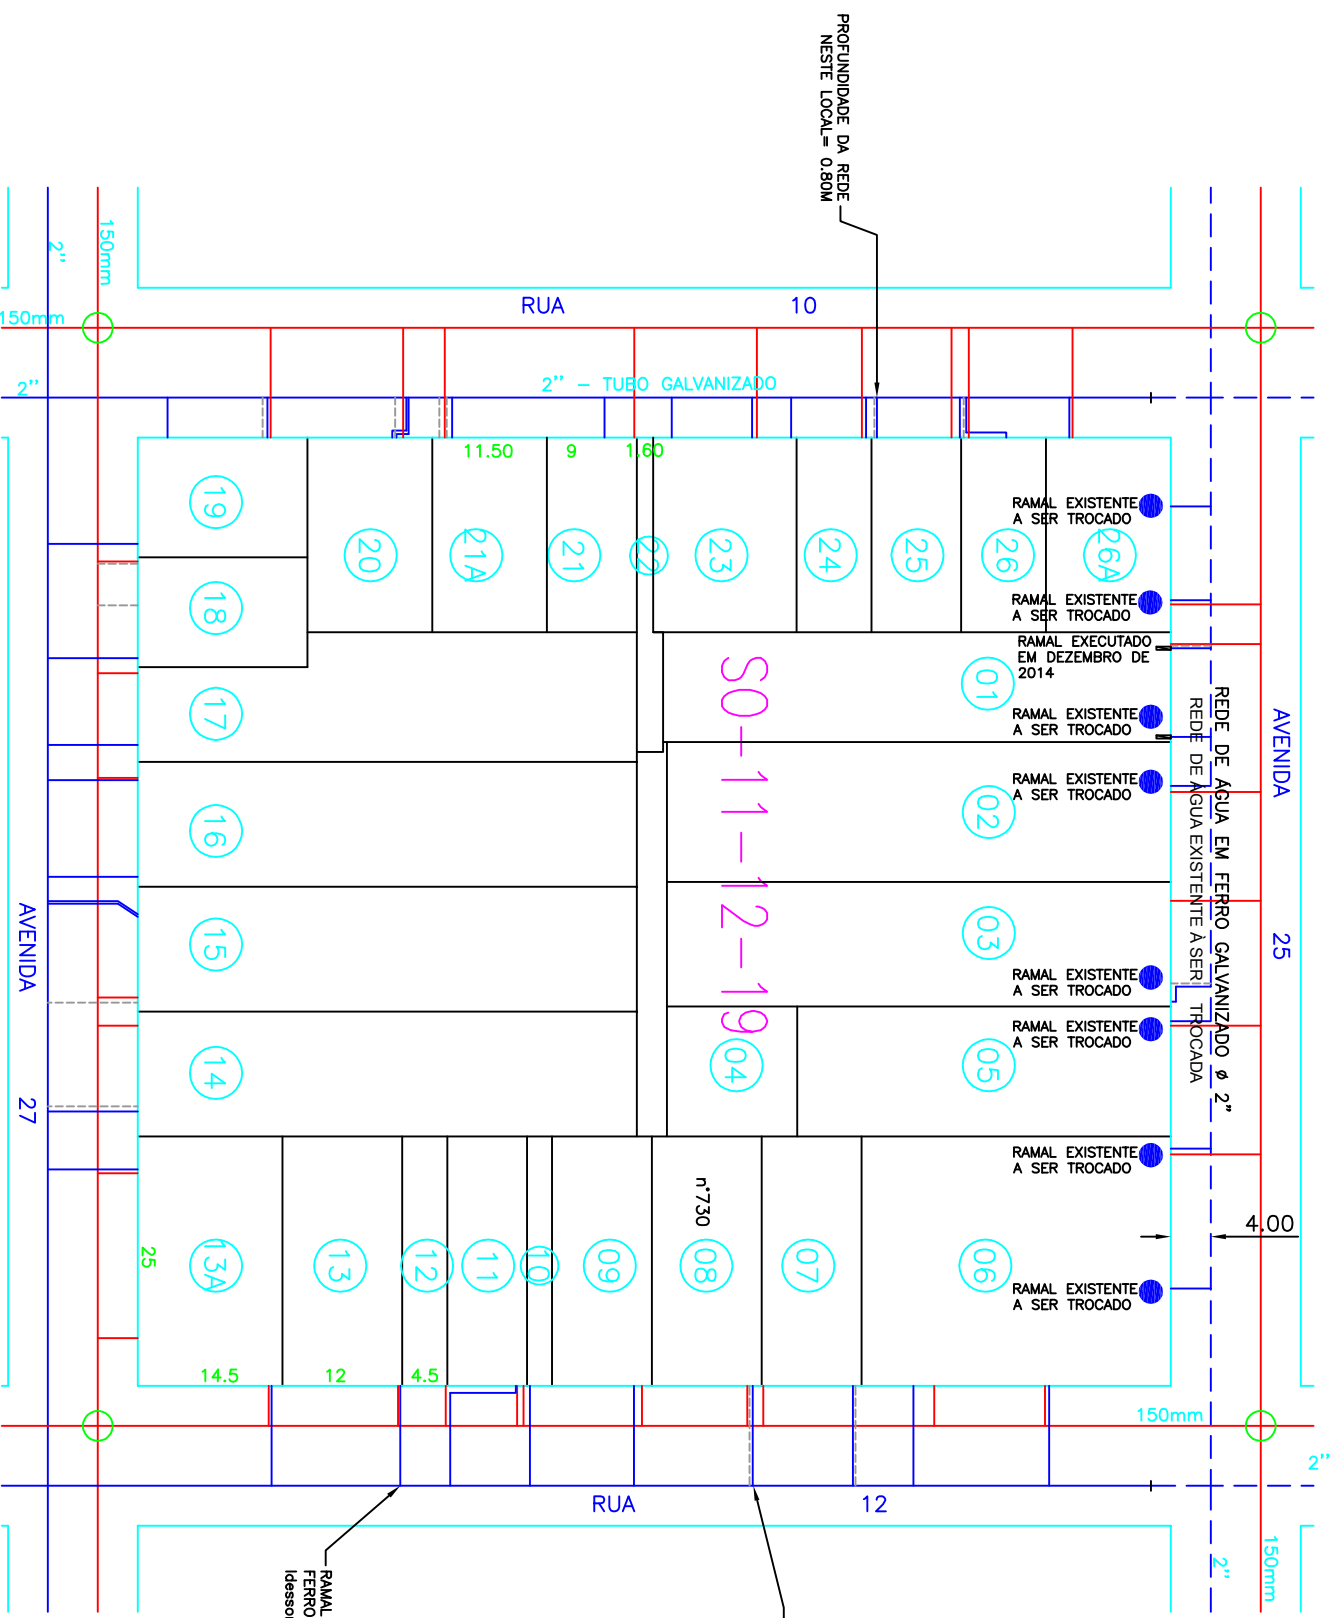 PROFUNDIDADE DA REDE
NESTE LOCAL= 0.80M
2''
150mm
150mm
2''
RUA 10
2'' - TUBO GALVANIZADO
11.50
9
1.60
19
18
20
21A
21
22
23
24
25
26
26A
RAMAL EXISTENTE
A SER TROCADO
RAMAL EXISTENTE
A SER TROCADO
RAMAL EXECUTADO
EM DEZEMBRO DE
2014
RAMAL EXISTENTE
A SER TROCADO
RAMAL EXISTENTE
A SER TROCADO
RAMAL EXISTENTE
A SER TROCADO
RAMAL EXISTENTE
A SER TROCADO
RAMAL EXISTENTE
A SER TROCADO
RAMAL EXISTENTE
A SER TROCADO
AVENIDA 25
REDE DE ÁGUA EM FERRO GALVANIZADO ø 2"
REDE DE ÁGUA EXISTENTE À SER TROCADA
SO-11-12-19
01
02
03
04
05
17
16
15
14
AVENIDA 27
13A
13
12
11
10
09
08
07
06
n°730
25
14.5
12
4.5
4.00
150mm
2''
RUA 12
150mm
2''
RAMAL
FERRO